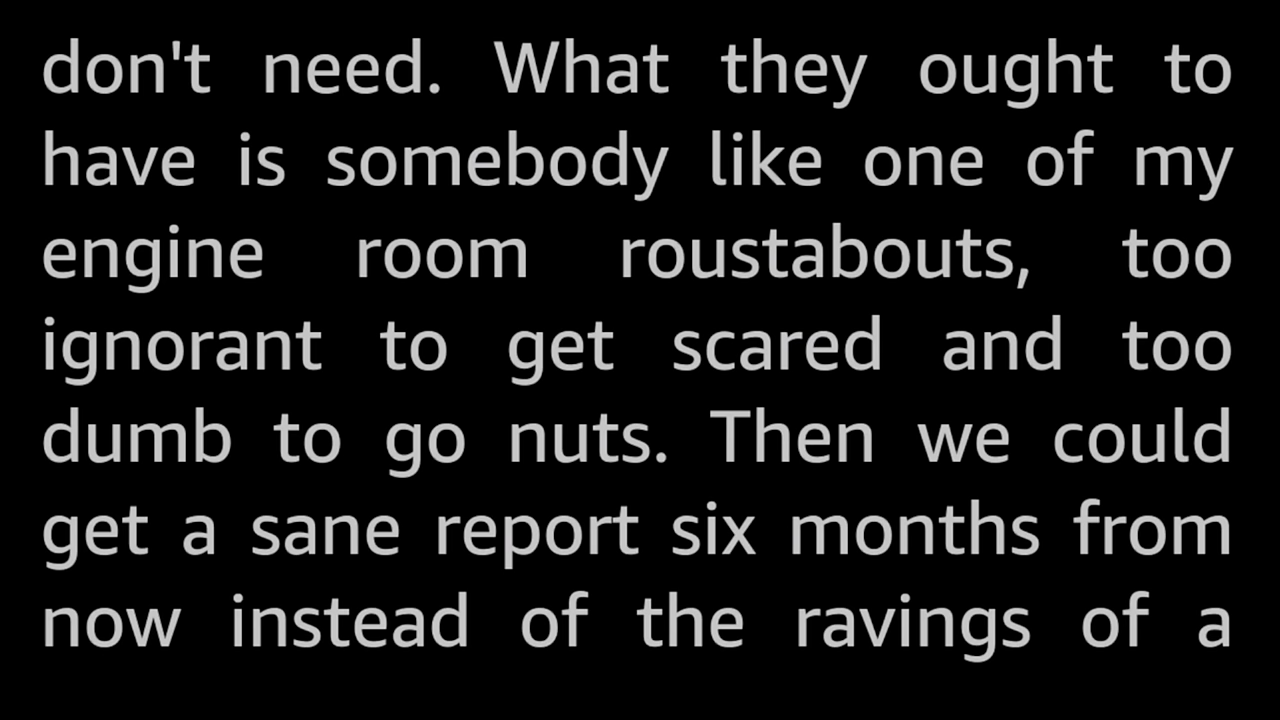 don't need. What they ought to
have is somebody like one of my
engine room roustabouts, too
ignorant to get scared and too
dumb to go nuts. Then we could
get a sane report six months from
now instead of the ravings of a